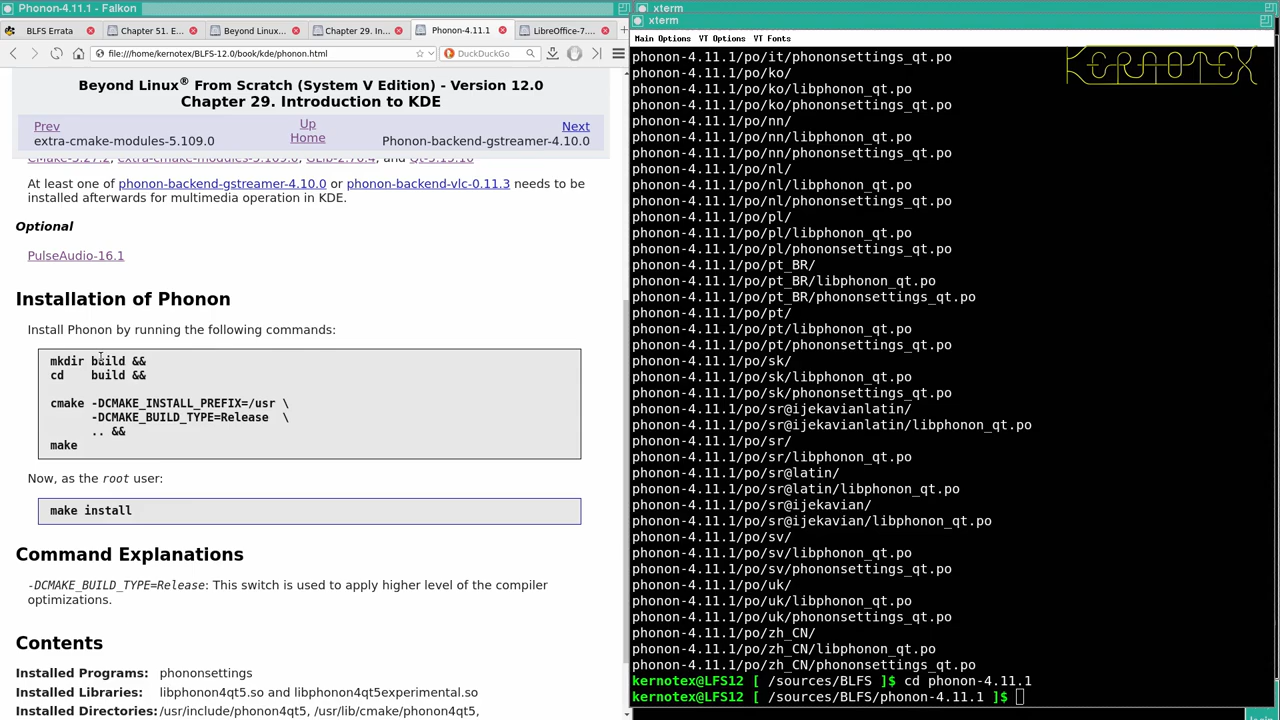 Phonon-4.11.1 - Falkon
BLFS Errata
Chapter 51. E...
Beyond Linux...
Chapter 29. In...
Phonon-4.11.1
LibreOffice-7....
file:///home/kernotex/BLFS-12.0/book/kde/phonon.html
DuckDuckGo
Beyond Linux® From Scratch (System V Edition) - Version 12.0
Chapter 29. Introduction to KDE
Prev
Up
Next
extra-cmake-modules-5.109.0
Home
Phonon-backend-gstreamer-4.10.0
CMake-3.27.2, extra-cmake-modules-5.109.0, GLib-2.76.4, and Qt-5.15.10
At least one of phonon-backend-gstreamer-4.10.0 or phonon-backend-vlc-0.11.3 needs to be
installed afterwards for multimedia operation in KDE.
Optional
PulseAudio-16.1
Installation of Phonon
Install Phonon by running the following commands:
mkdir build &&
cd    build &&
cmake -DCMAKE_INSTALL_PREFIX=/usr \
-DCMAKE_BUILD_TYPE=Release  \
.. &&
make
Now, as the root user:
make install
Command Explanations
-DCMAKE_BUILD_TYPE=Release: This switch is used to apply higher level of the compiler
optimizations.
Contents
Installed Programs: phononsettings
Installed Libraries: libphonon4qt5.so and libphonon4qt5experimental.so
Installed Directories: /usr/include/phonon4qt5, /usr/lib/cmake/phonon4qt5,
xterm
xterm
Main Options  VT Options  VT Fonts
KERNOTEX
phonon-4.11.1/po/it/phononsettings_qt.po
phonon-4.11.1/po/ko/
phonon-4.11.1/po/ko/libphonon_qt.po
phonon-4.11.1/po/ko/phononsettings_qt.po
phonon-4.11.1/po/nn/
phonon-4.11.1/po/nn/libphonon_qt.po
phonon-4.11.1/po/nn/phononsettings_qt.po
phonon-4.11.1/po/nl/
phonon-4.11.1/po/nl/libphonon_qt.po
phonon-4.11.1/po/nl/phononsettings_qt.po
phonon-4.11.1/po/pl/
phonon-4.11.1/po/pl/libphonon_qt.po
phonon-4.11.1/po/pl/phononsettings_qt.po
phonon-4.11.1/po/pt_BR/
phonon-4.11.1/po/pt_BR/libphonon_qt.po
phonon-4.11.1/po/pt_BR/phononsettings_qt.po
phonon-4.11.1/po/pt/
phonon-4.11.1/po/pt/libphonon_qt.po
phonon-4.11.1/po/pt/phononsettings_qt.po
phonon-4.11.1/po/sk/
phonon-4.11.1/po/sk/libphonon_qt.po
phonon-4.11.1/po/sk/phononsettings_qt.po
phonon-4.11.1/po/sr@ijekavianlatin/
phonon-4.11.1/po/sr@ijekavianlatin/libphonon_qt.po
phonon-4.11.1/po/sr/
phonon-4.11.1/po/sr/libphonon_qt.po
phonon-4.11.1/po/sr@latin/
phonon-4.11.1/po/sr@latin/libphonon_qt.po
phonon-4.11.1/po/sr@ijekavian/
phonon-4.11.1/po/sr@ijekavian/libphonon_qt.po
phonon-4.11.1/po/sv/
phonon-4.11.1/po/sv/libphonon_qt.po
phonon-4.11.1/po/sv/phononsettings_qt.po
phonon-4.11.1/po/uk/
phonon-4.11.1/po/uk/libphonon_qt.po
phonon-4.11.1/po/uk/phononsettings_qt.po
phonon-4.11.1/po/zh_CN/
phonon-4.11.1/po/zh_CN/libphonon_qt.po
phonon-4.11.1/po/zh_CN/phononsettings_qt.po
kernotex@LFS12 [ /sources/BLFS ]$ cd phonon-4.11.1
kernotex@LFS12 [ /sources/BLFS/phonon-4.11.1 ]$